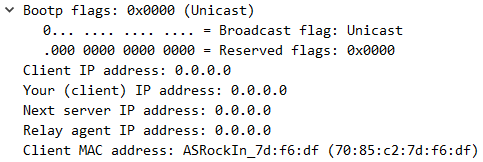 Bootp flags: 0x0000 (Unicast)
0... .... .... .... = Broadcast flag: Unicast
.000 0000 0000 0000 = Reserved flags: 0x0000
Client IP address: 0.0.0.0
Your (client) IP address: 0.0.0.0
Next server IP address: 0.0.0.0
Relay agent IP address: 0.0.0.0
Client MAC address: ASRockIn_7d:f6:df (70:85:c2:7d:f6:df)